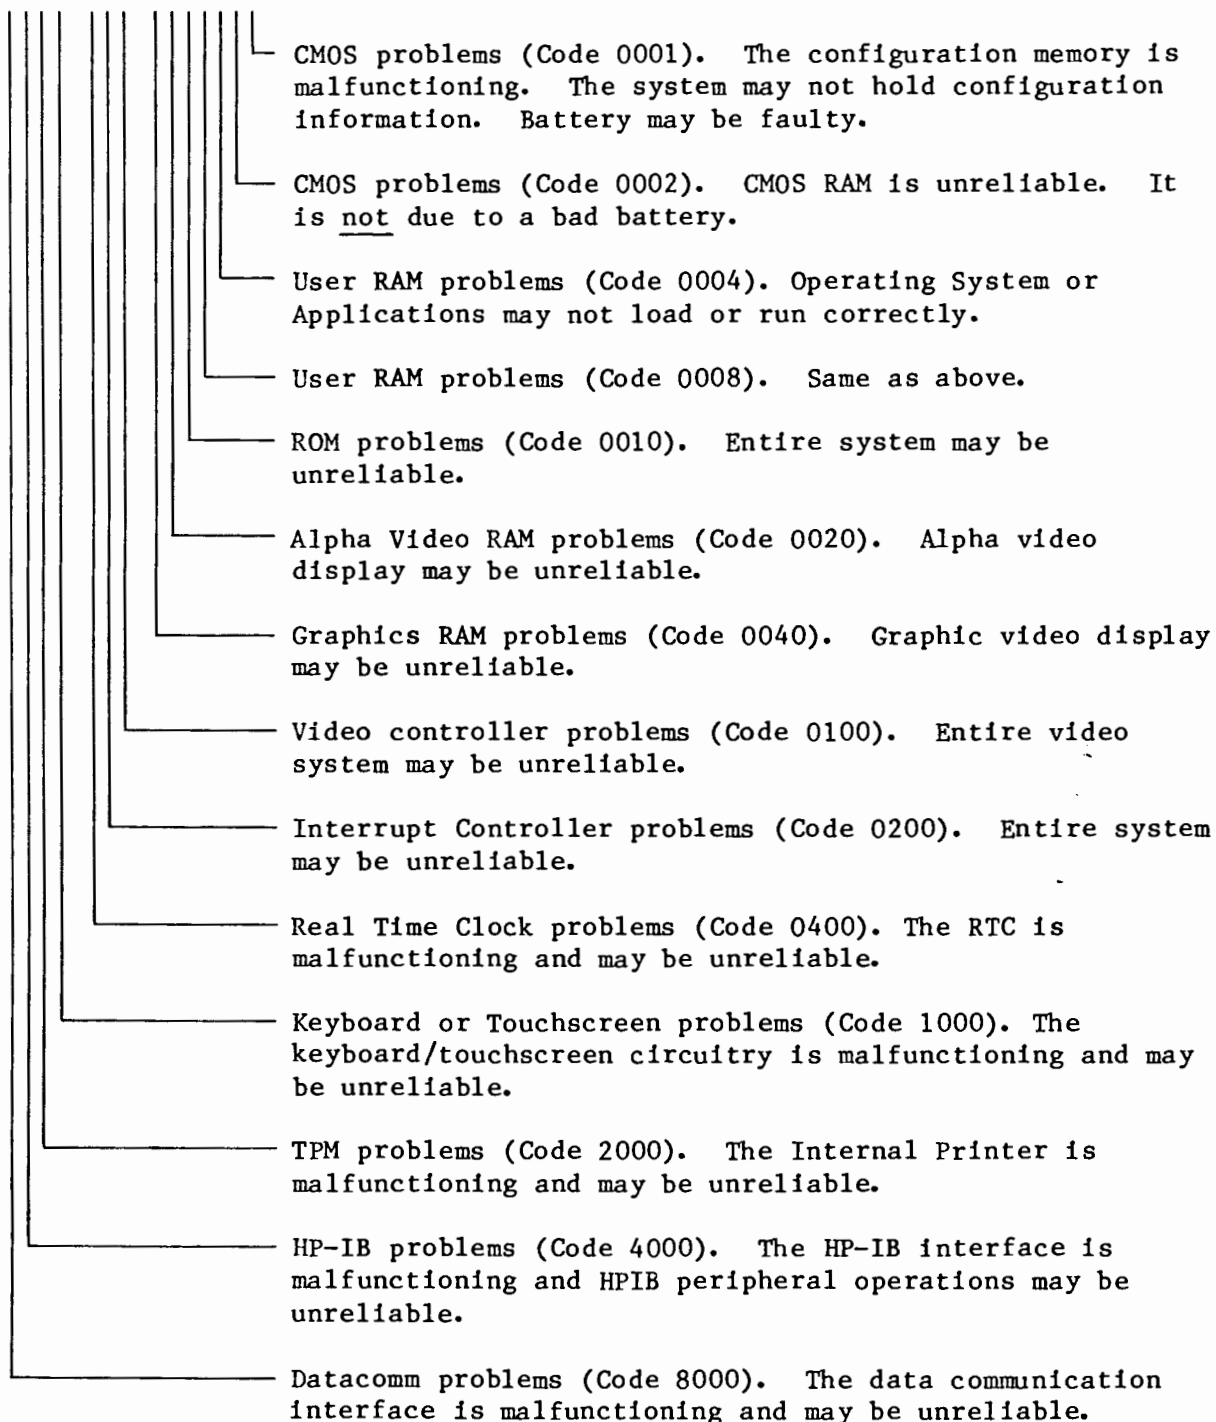 CMOS problems (Code 0001). The configuration memory is
malfunctioning. The system may not hold configuration
information. Battery may be faulty.
CMOS problems (Code 0002). CMOS RAM is unreliable. It
is not due to a bad battery.
User RAM problems (Code 0004). Operating System or
Applications may not load or run correctly.
User RAM problems (Code 0008). Same as above.
ROM problems (Code 0010). Entire system may be
unreliable.
Alpha Video RAM problems (Code 0020). Alpha video
display may be unreliable.
Graphics RAM problems (Code 0040). Graphic video display
may be unreliable.
Video controller problems (Code 0100). Entire video
system may be unreliable.
Interrupt Controller problems (Code 0200). Entire system
may be unreliable.
Real Time Clock problems (Code 0400). The RTC is
malfunctioning and may be unreliable.
Keyboard or Touchscreen problems (Code 1000). The
keyboard/touchscreen circuitry is malfunctioning and may
be unreliable.
TPM problems (Code 2000). The Internal Printer is
malfunctioning and may be unreliable.
HP-IB problems (Code 4000). The HP-IB interface is
malfunctioning and HPIB peripheral operations may be
unreliable.
Datacomm problems (Code 8000). The data communication
interface is malfunctioning and may be unreliable.